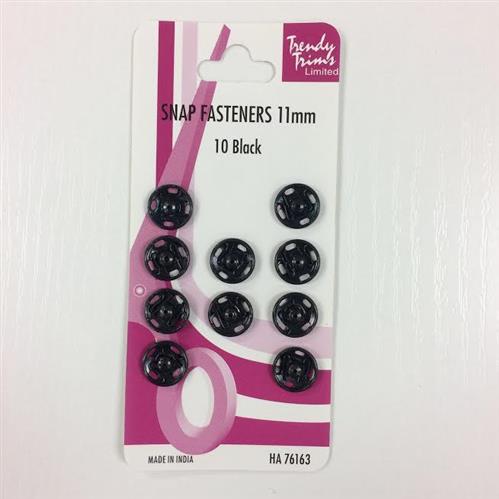 Trendy
Trims
Limited
SNAP FASTENERS 11mm
10 Black
MADE IN INDIA
HA 76163